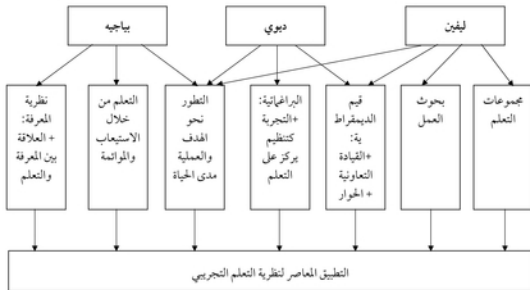 ليفين
ديوي
بياجيه
مجموعات
التعلم
بحوث
العمل
قيم
الديمقراط
ية:
+القيادة
التعاونية
+ الحوار
البراغماتية:
+التجربة
كتنظيم
يركز على
التعلم
التطور
نحو
الهدف
والعملية
مدى الحياة
التعلم من
خلال
الاستيعاب
والموائمة
نظرية
المعرفة:
+ العلاقة
بين المعرفة
والتعلم
التطبيق المعاصر لنظرية التعلم التجريبي